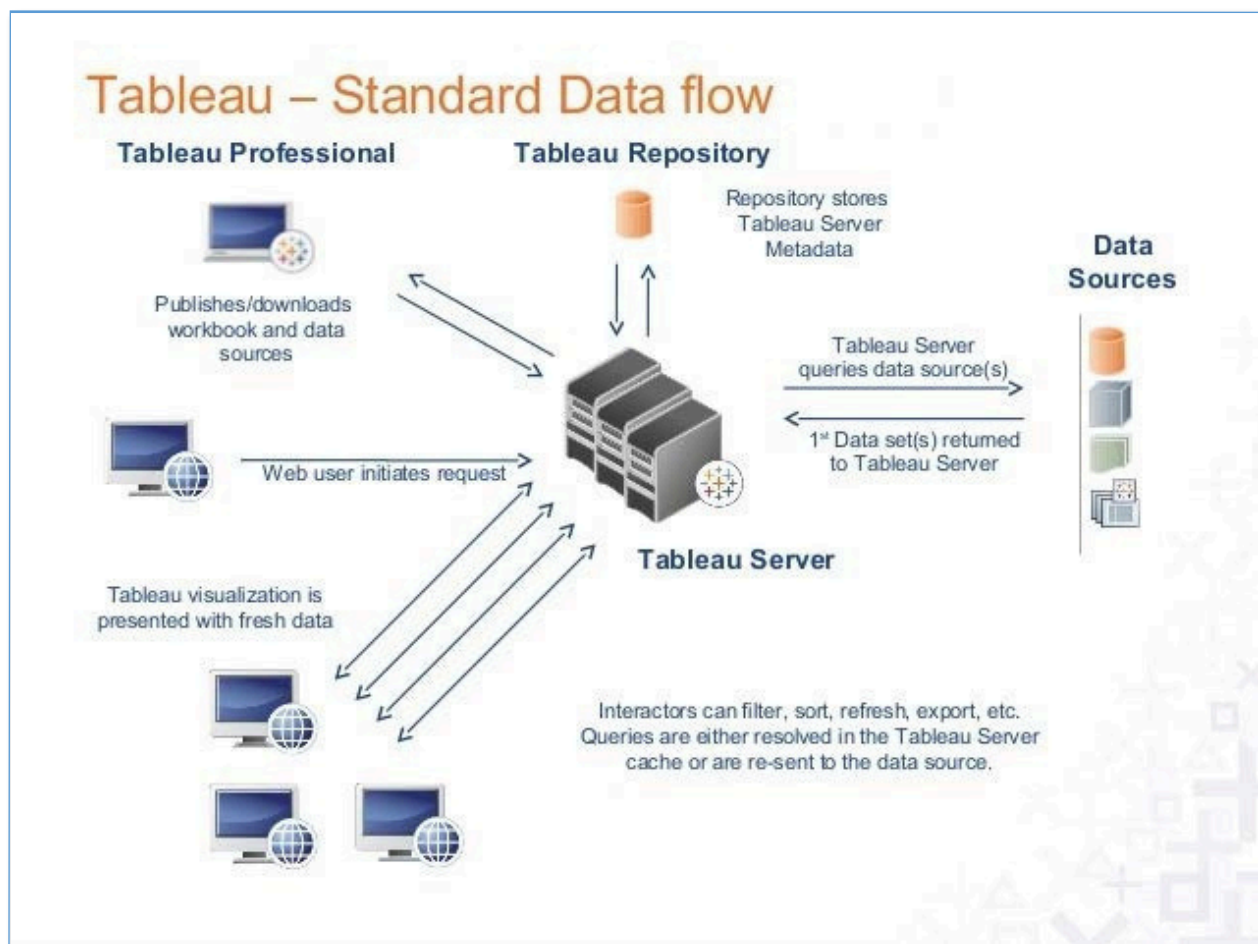 Tableau – Standard Data flow
Tableau Professional
Tableau Repository
Repository stores
Tableau Server
Metadata
Data
Sources
Publishes/downloads
workbook and data
sources
Tableau Server
queries data source(s)
1st Data set(s) returned
to Tableau Server
Web user initiates request
Tableau Server
Tableau visualization is
presented with fresh data
Interactors can filter, sort, refresh, export, etc.
Queries are either resolved in the Tableau Server
cache or are re-sent to the data source.